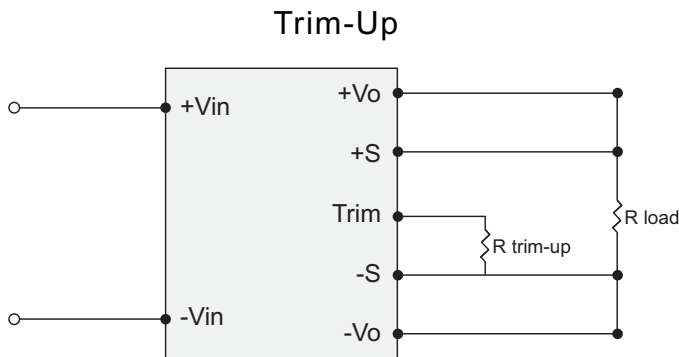 Trim-Up
+Vin
-Vin
+Vo
+S
Trim
-S
-Vo
R trim-up
R load